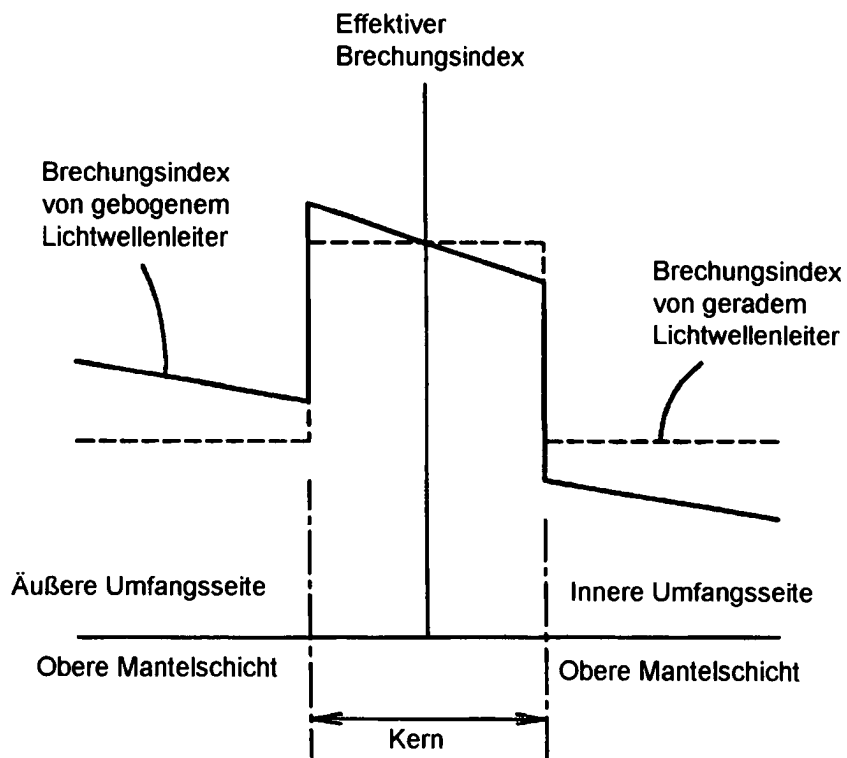 Effektiver
Brechungsindex
Brechungsindex
von gebogenem
Lichtwellenleiter
Brechungsindex
von geradem
Lichtwellenleiter
Äußere Umfangsseite
Innere Umfangsseite
Obere Mantelschicht
Obere Mantelschicht
Kern